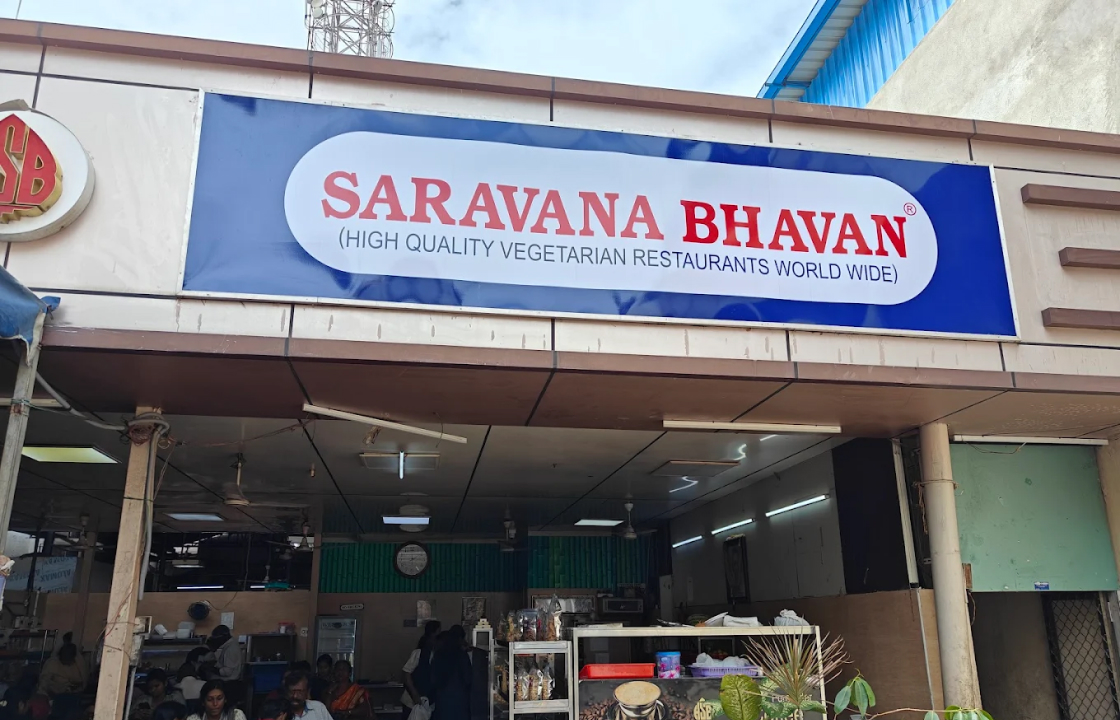 SB
SARAVANA BHAVAN®
(HIGH QUALITY VEGETARIAN RESTAURANTS WORLD WIDE)